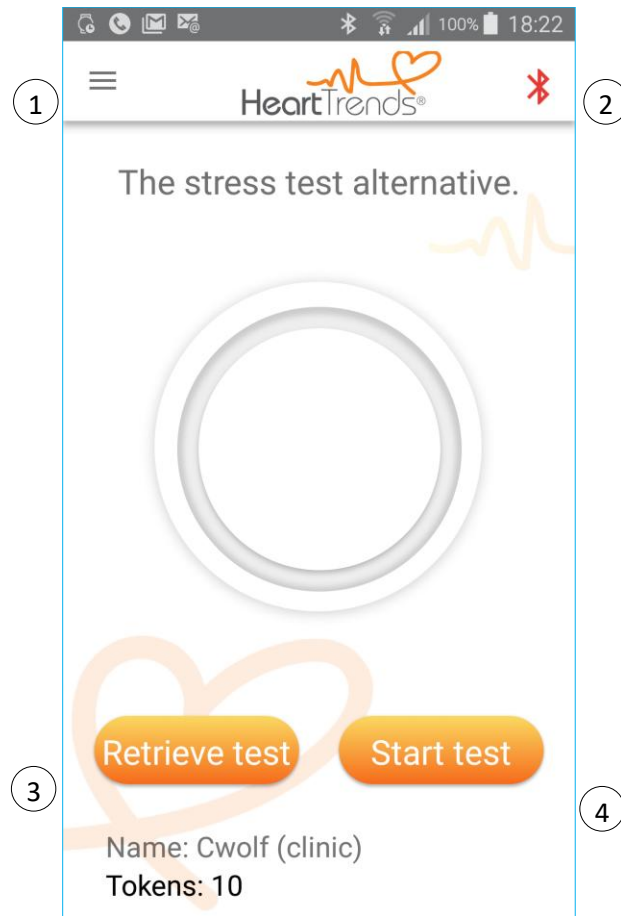 100% 18:22
1
HeartTrends®
2
The stress test alternative.
Retrieve test Start test
3
4
Name: Cwolf (clinic)
Tokens: 10